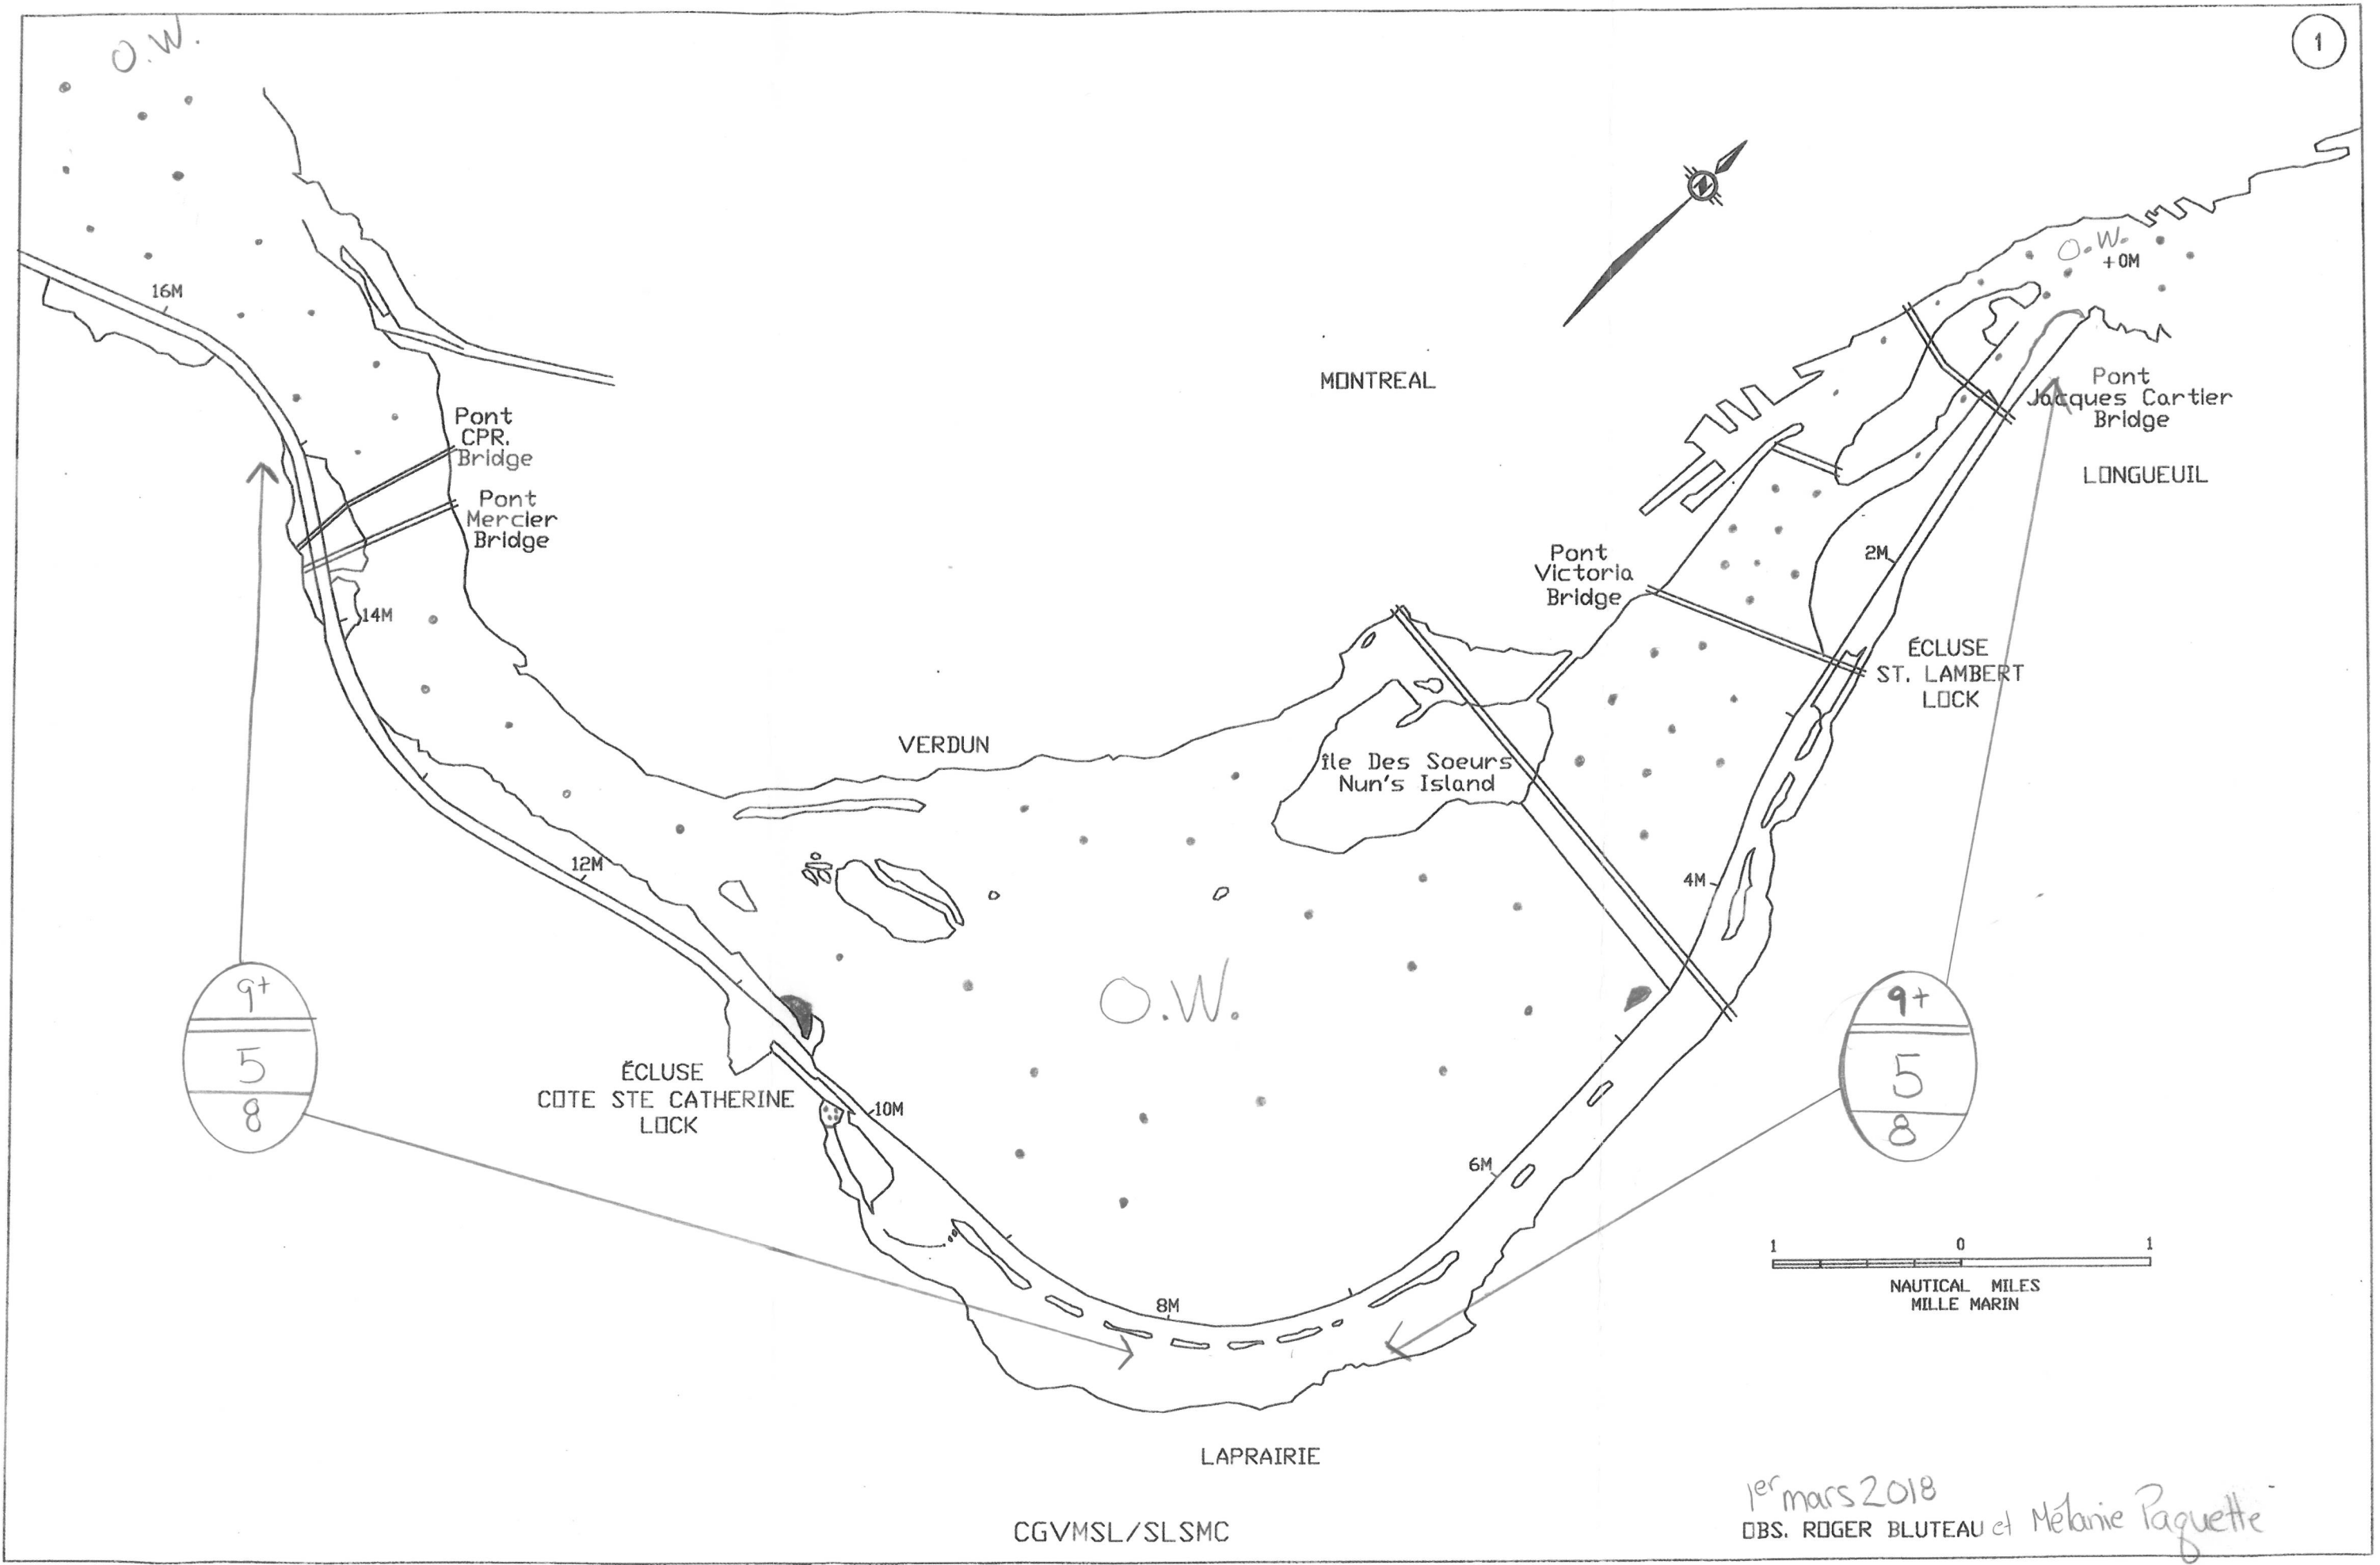 1
O.W.
O.W.
+0M
16M
MONTREAL
Pont
Jacques Cartier
Bridge
Pont
CPR.
Bridge
LONGUEUIL
Pont
Mercier
Bridge
2M
Pont
Victoria
Bridge
14M
ÉCLUSE
ST. LAMBERT
LOCK
VERDUN
Île Des Soeurs
Nun's Island
12M
4M
9+
5
8
O.W.
9+
5
8
ÉCLUSE
COTE STE CATHERINE
LOCK
10M
6M
8M
1 0 1
NAUTICAL MILES
MILLE MARIN
LAPRAIRIE
1er mars 2018
OBS. ROGER BLUTEAU et Mélanie Paquette
CGVMSL/SLSMC